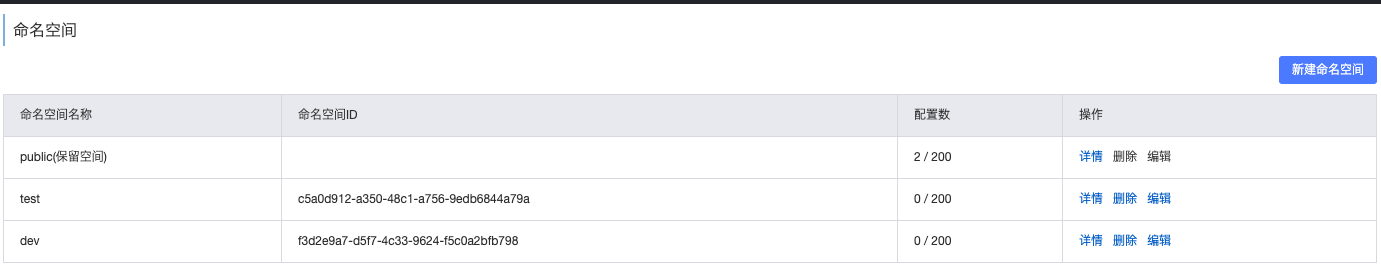 命名空间
新建命名空间
命名空间名称 命名空间ID 配置数 操作
public(保留空间) 2 / 200 详情 删除 编辑
test c5a0d912-a350-48c1-a756-9edb6844a79a 0 / 200 详情 删除 编辑
dev f3d2e9a7-d5f7-4c33-9624-f5c0a2bfb798 0 / 200 详情 删除 编辑